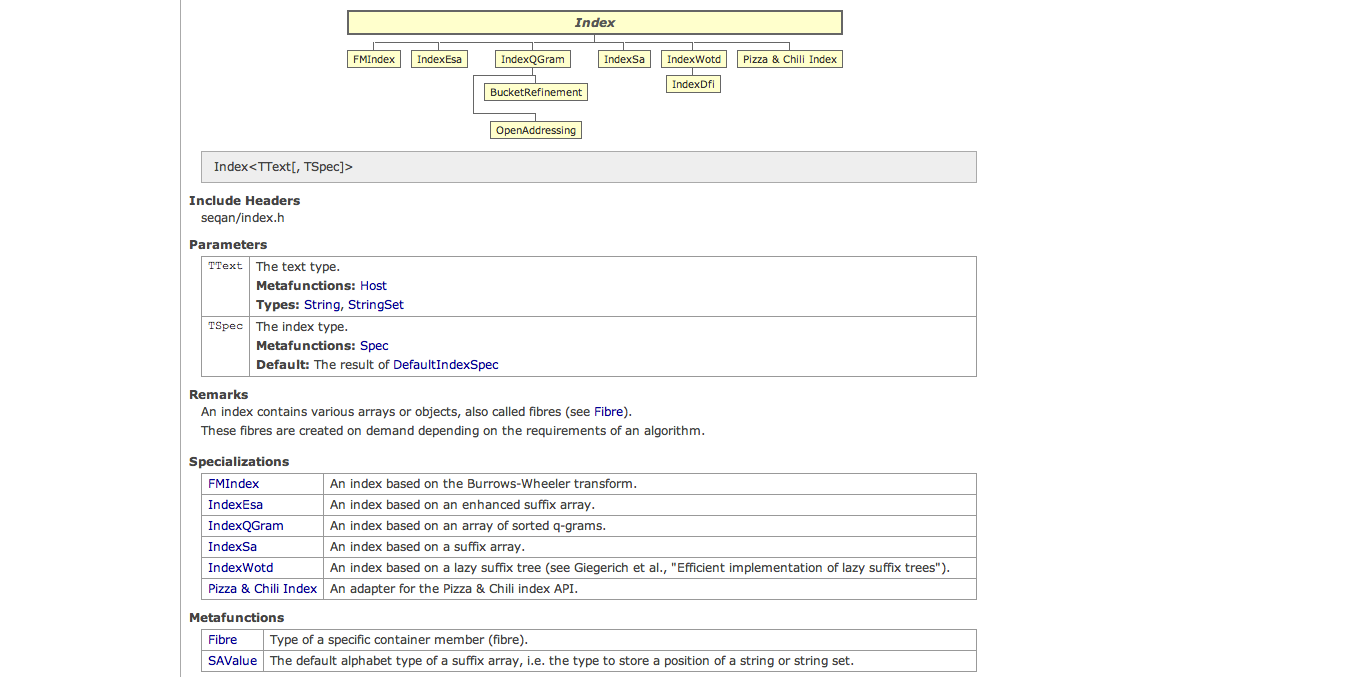 Index
FMIndex IndexEsa IndexQGram IndexSa IndexWotd Pizza & Chili Index
BucketRefinement IndexDfi
OpenAddressing
Index<TText[, TSpec]>
Include Headers
seqan/index.h
Parameters
TText The text type.
Metafunctions: Host
Types: String, StringSet
TSpec The index type.
Metafunctions: Spec
Default: The result of DefaultIndexSpec
Remarks
An index contains various arrays or objects, also called fibres (see Fibre).
These fibres are created on demand depending on the requirements of an algorithm.
Specializations
FMIndex An index based on the Burrows-Wheeler transform.
IndexEsa An index based on an enhanced suffix array.
IndexQGram An index based on an array of sorted q-grams.
IndexSa An index based on a suffix array.
IndexWotd An index based on a lazy suffix tree (see Giegerich et al., "Efficient implementation of lazy suffix trees").
Pizza & Chili Index An adapter for the Pizza & Chili index API.
Metafunctions
Fibre Type of a specific container member (fibre).
SAValue The default alphabet type of a suffix array, i.e. the type to store a position of a string or string set.